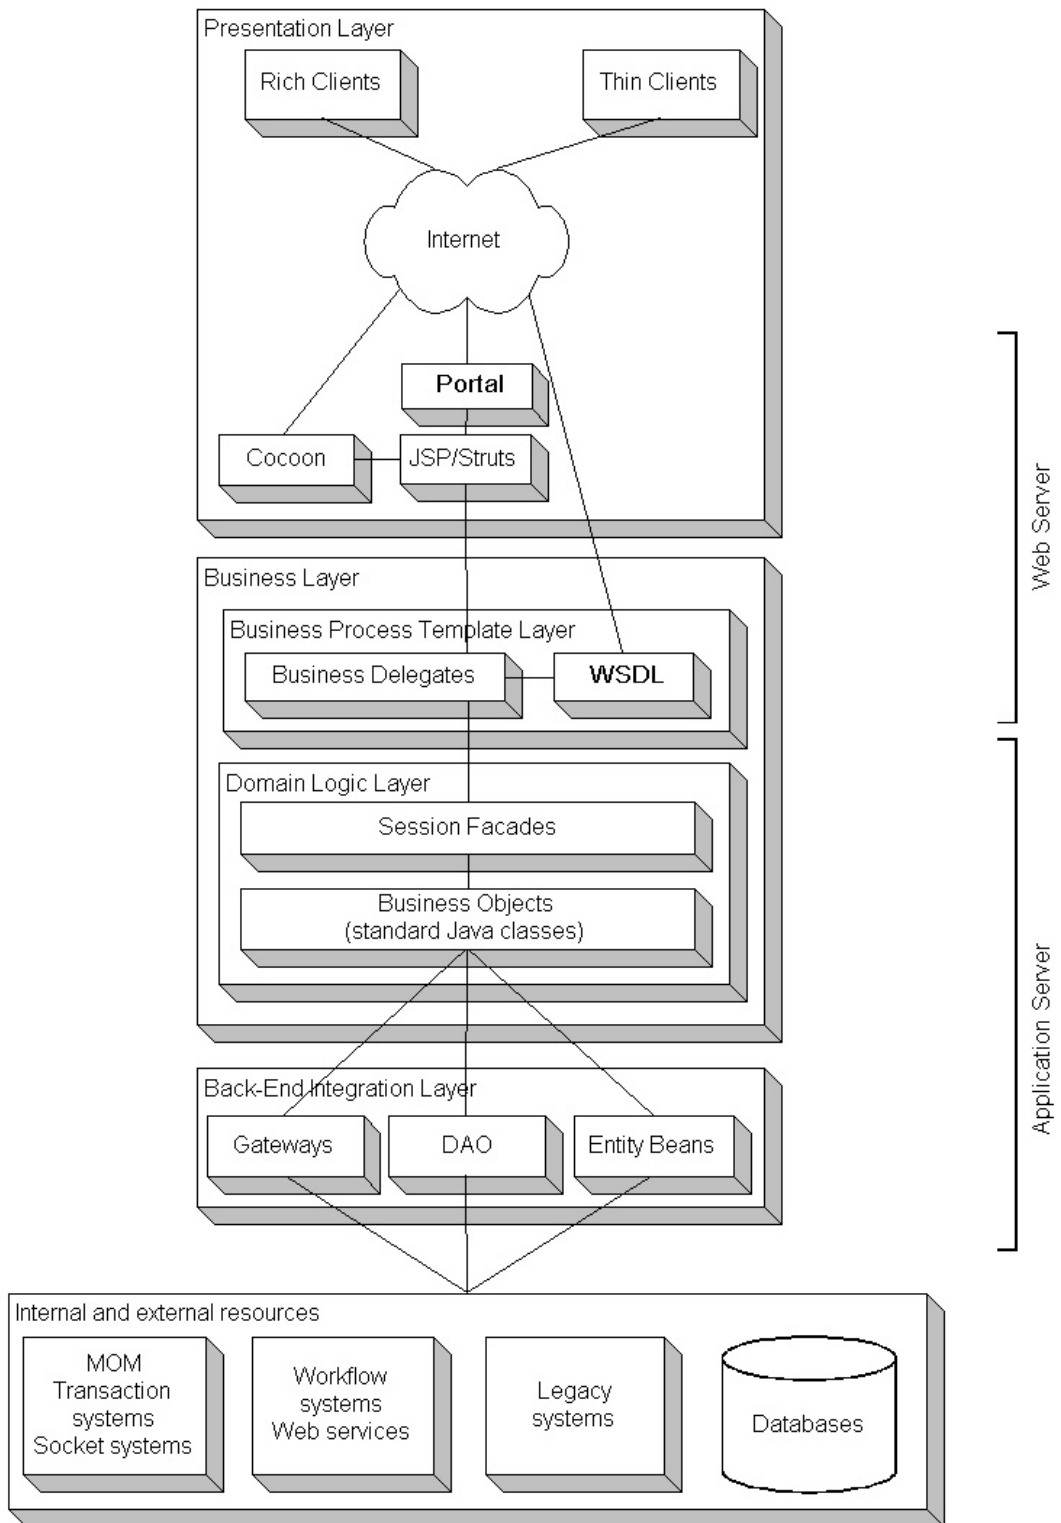 Presentation Layer
Rich Clients
Thin Clients
Internet
Portal
Cocoon
JSP/Struts
Web Server
Business Layer
Business Process Template Layer
Business Delegates
WSDL
Domain Logic Layer
Session Facades
Business Objects
(standard Java classes)
Application Server
Back-End Integration Layer
Gateways
DAO
Entity Beans
Internal and external resources
MOM
Transaction
systems
Socket systems
Workflow
systems
Web services
Legacy
systems
Databases